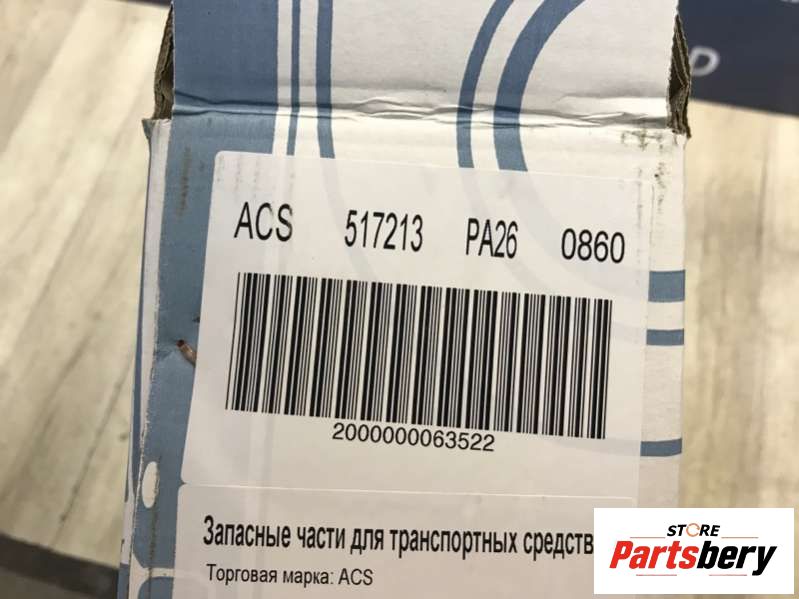 ACS 517213 PA26 0860
2000000063522
Запасные части для транспортных средств
Торговая марка: ACS
STORE
Partsbery